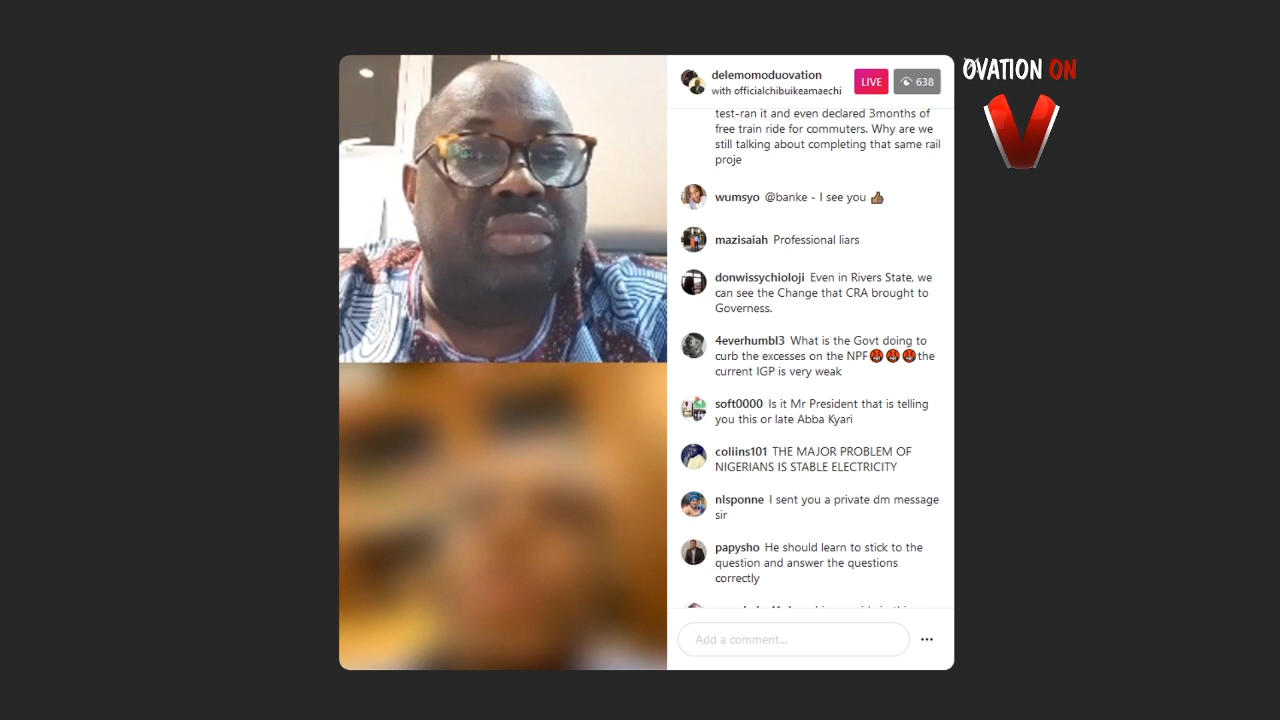 OVATION ON
V
delemomoduovation
with officialchibuikeamaechi
LIVE
638
test-ran it and even declared 3months of
free train ride for commuters. Why are we
still talking about completing that same rail
proje
wumsyo @banke - I see you 👍🏾
mazisaiah Professional liars
donwissychioloji Even in Rivers State, we
can see the Change that CRA brought to
Governess.
4everhumbl3 What is the Govt doing to
curb the excesses on the NPF🤬🤬🤬the
current IGP is very weak
soft0000 Is it Mr President that is telling
you this or late Abba Kyari
coliins101 THE MAJOR PROBLEM OF
NIGERIANS IS STABLE ELECTRICITY
nlsponne I sent you a private dm message
sir
papysho He should learn to stick to the
question and answer the questions
correctly
Add a comment...